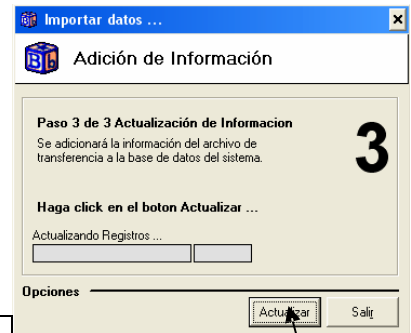 Importar datos ...
Adición de Información
Paso 3 de 3 Actualización de Informacion
Se adicionará la información del archivo de
transferencia a la base de datos del sistema.
3
Haga click en el boton Actualizar ...
Actualizando Registros ...
Opciones
Actualizar
Salir